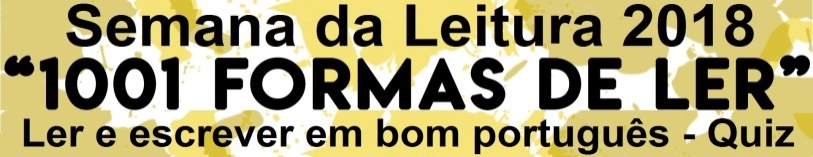 Semana da Leitura 2018
“1001 FORMAS DE LER”
Ler e escrever em bom português - Quiz